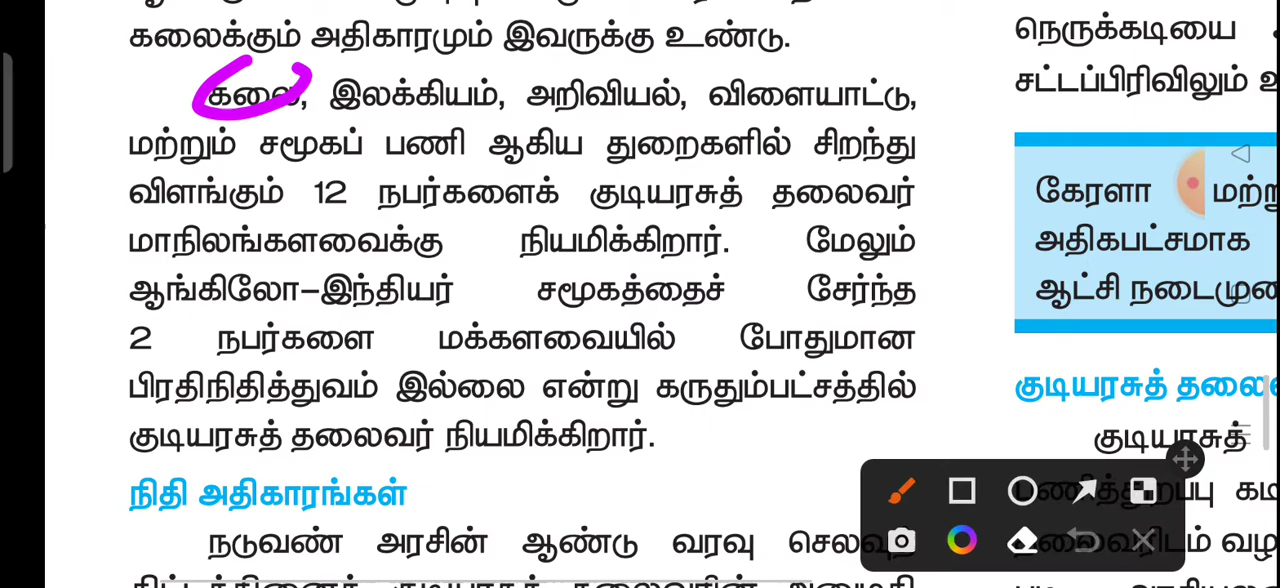 கலைக்கும் அதிகாரமும் இவருக்கு உண்டு.
கலை, இலக்கியம், அறிவியல், விளையாட்டு,
மற்றும் சமூகப் பணி ஆகிய துறைகளில் சிறந்து
விளங்கும் 12 நபர்களைக் குடியரசுத் தலைவர்
மாநிலங்களவைக்கு நியமிக்கிறார். மேலும்
ஆங்கிலோ–இந்தியர் சமூகத்தைச் சேர்ந்த
2 நபர்களை மக்களவையில் போதுமான
பிரதிநிதித்துவம் இல்லை என்று கருதும்பட்சத்தில்
குடியரசுத் தலைவர் நியமிக்கிறார்.
நிதி அதிகாரங்கள்
நடுவண் அரசின் ஆண்டு வரவு
நெருக்கடியை
சட்டப்பிரிவிலும்
கேரளா
அதிகபட்சமாக
ஆட்சி
குடியரசுத்
குடியரசுத்